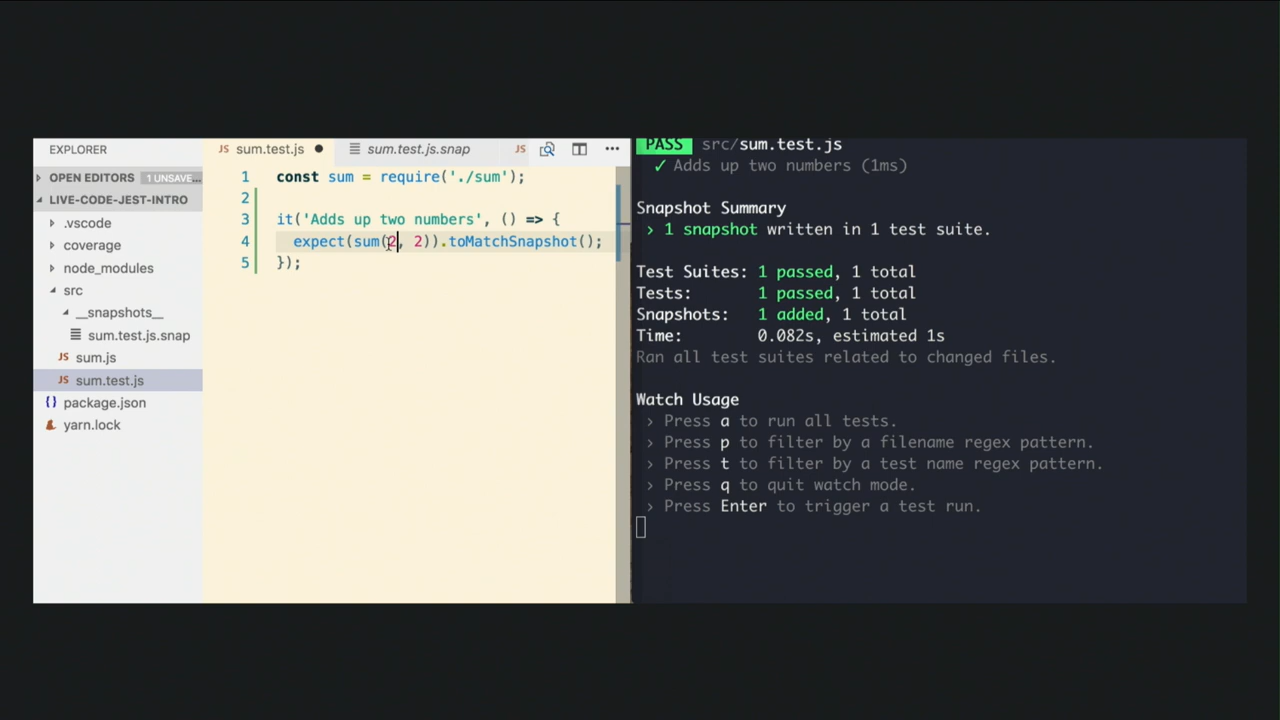 EXPLORER
OPEN EDITORS 1 UNSAVE...
LIVE-CODE-JEST-INTRO
.vscode
coverage
node_modules
src
__snapshots__
sum.test.js.snap
JS sum.js
JS sum.test.js
{} package.json
yarn.lock
JS sum.test.js ● sum.test.js.snap JS ...
1 const sum = require('./sum');
2
3 it('Adds up two numbers', () => {
4 expect(sum(2, 2)).toMatchSnapshot();
5 });
PASS src/sum.test.js
✓ Adds up two numbers (1ms)
Snapshot Summary
› 1 snapshot written in 1 test suite.
Test Suites: 1 passed, 1 total
Tests: 1 passed, 1 total
Snapshots: 1 added, 1 total
Time: 0.082s, estimated 1s
Ran all test suites related to changed files.
Watch Usage
› Press a to run all tests.
› Press p to filter by a filename regex pattern.
› Press t to filter by a test name regex pattern.
› Press q to quit watch mode.
› Press Enter to trigger a test run.